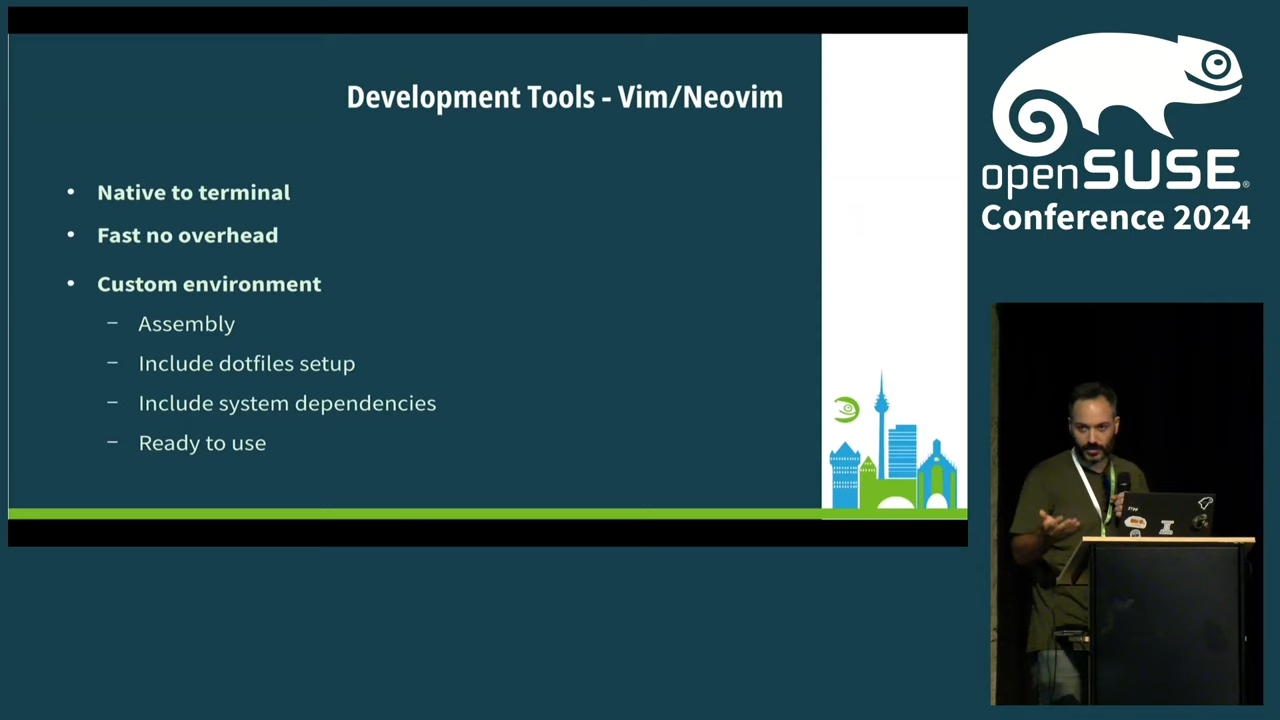 Development Tools - Vim/Neovim
• Native to terminal
• Fast no overhead
• Custom environment
– Assembly
– Include dotfiles setup
– Include system dependencies
– Ready to use
openSUSE®
Conference 2024